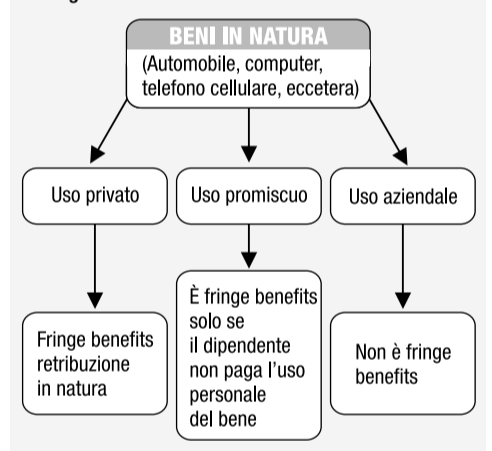 BENI IN NATURA
(Automobile, computer,
telefono cellulare, eccetera)
Uso privato
Uso promiscuo
Uso aziendale
Fringe benefits
retribuzione
in natura
È fringe benefits
solo se
il dipendente
non paga l'uso
personale
del bene
Non è fringe
benefits